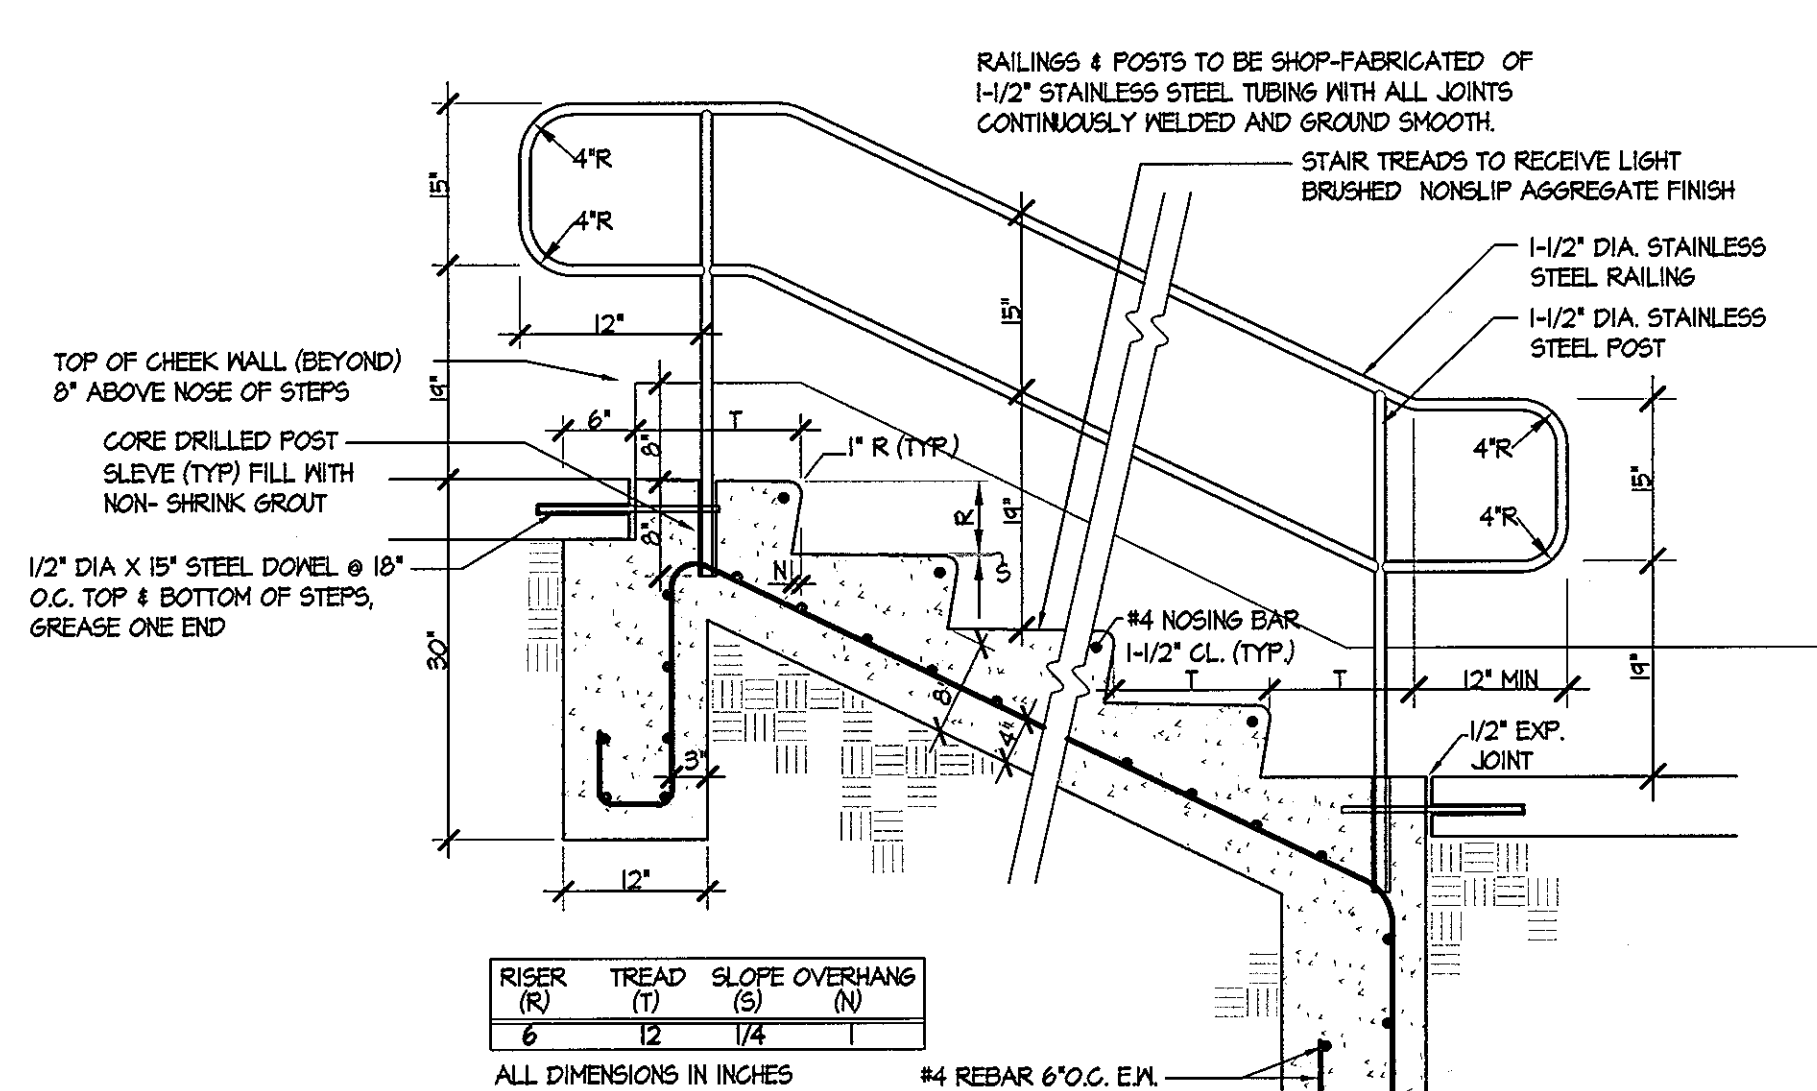 RAILINGS & POSTS TO BE SHOP-FABRICATED OF
1-1/2" STAINLESS STEEL TUBING WITH ALL JOINTS
CONTINUOUSLY WELDED AND GROUND SMOOTH.
STAIR TREADS TO RECEIVE LIGHT
BRUSHED NONSLIP AGGREGATE FINISH
1-1/2" DIA. STAINLESS
STEEL RAILING
1-1/2" DIA. STAINLESS
STEEL POST
4"R
4"R
15"
15"
12"
19"
TOP OF CHEEK WALL (BEYOND)
8" ABOVE NOSE OF STEPS
6"
T
8"
1" R (TYP.)
CORE DRILLED POST
SLEVE (TYP) FILL WITH
NON- SHRINK GROUT
8"
R
19"
S
N
1/2" DIA X 15" STEEL DOWEL @ 18"
O.C. TOP & BOTTOM OF STEPS,
GREASE ONE END
30"
#4 NOSING BAR
1-1/2" CL. (TYP.)
4"R
4"R
15"
19"
T
T
12" MIN
8"
4"
3"
1/2" EXP.
JOINT
12"
RISER TREAD SLOPE OVERHANG
(R) (T) (S) (N)
6 12 1/4 1
ALL DIMENSIONS IN INCHES
#4 REBAR 6"O.C. E.W.